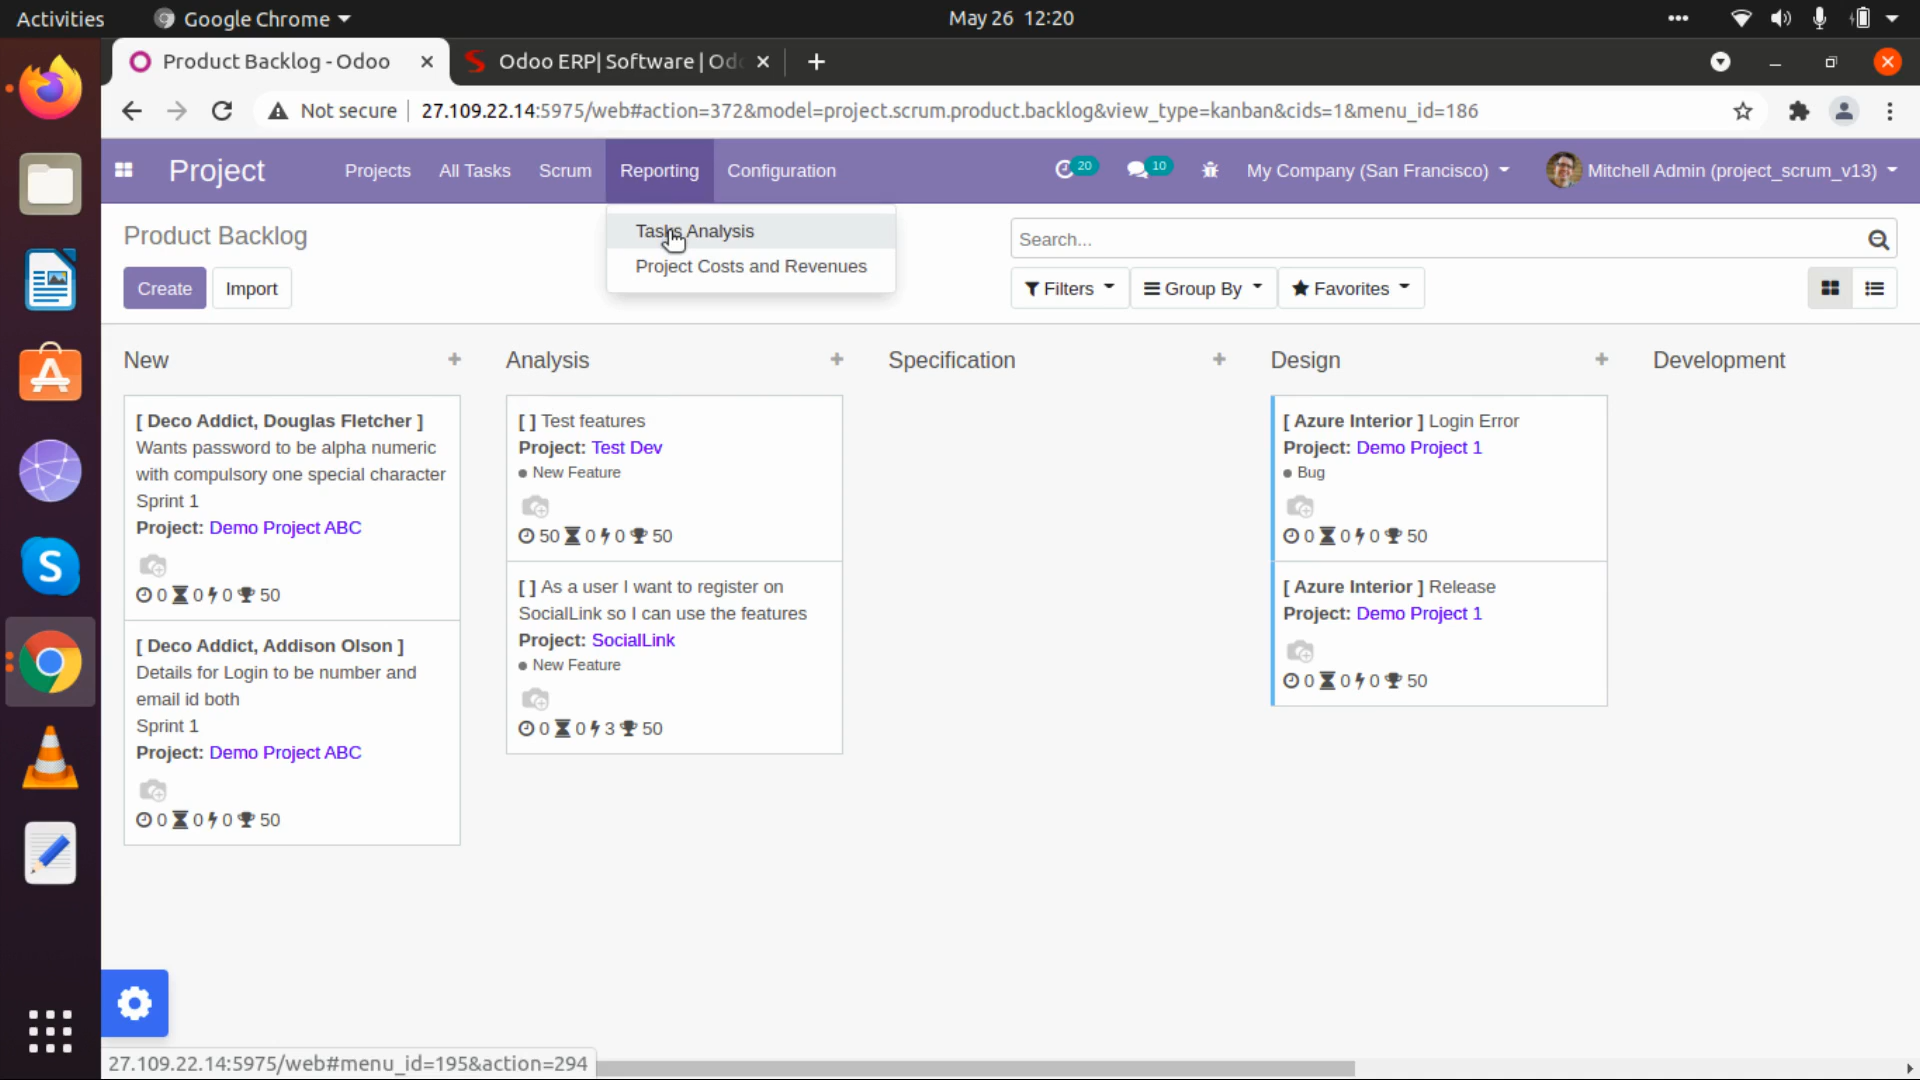 Activities
Google Chrome
May 26 12:20
Product Backlog - Odoo
Odoo ERP| Software | Odo
Not secure
27.109.22.14:5975/web#action=372&model=project.scrum.product.backlog&view_type=kanban&cids=1&menu_id=186
Project
Projects
All Tasks
Scrum
Reporting
Configuration
20
10
My Company (San Francisco)
Mitchell Admin (project_scrum_v13)
Product Backlog
Tasks Analysis
Project Costs and Revenues
Search...
Create
Import
Filters
Group By
Favorites
New
Analysis
Specification
Design
Development
[ Deco Addict, Douglas Fletcher ]
Wants password to be alpha numeric
with compulsory one special character
Sprint 1
Project: Demo Project ABC
0 0 0 50
[ Deco Addict, Addison Olson ]
Details for Login to be number and
email id both
Sprint 1
Project: Demo Project ABC
0 0 0 50
[ ] Test features
Project: Test Dev
New Feature
50 0 0 50
[ ] As a user I want to register on
SocialLink so I can use the features
Project: SocialLink
New Feature
0 0 3 50
[ Azure Interior ] Login Error
Project: Demo Project 1
Bug
0 0 0 50
[ Azure Interior ] Release
Project: Demo Project 1
0 0 0 50
27.109.22.14:5975/web#menu_id=195&action=294